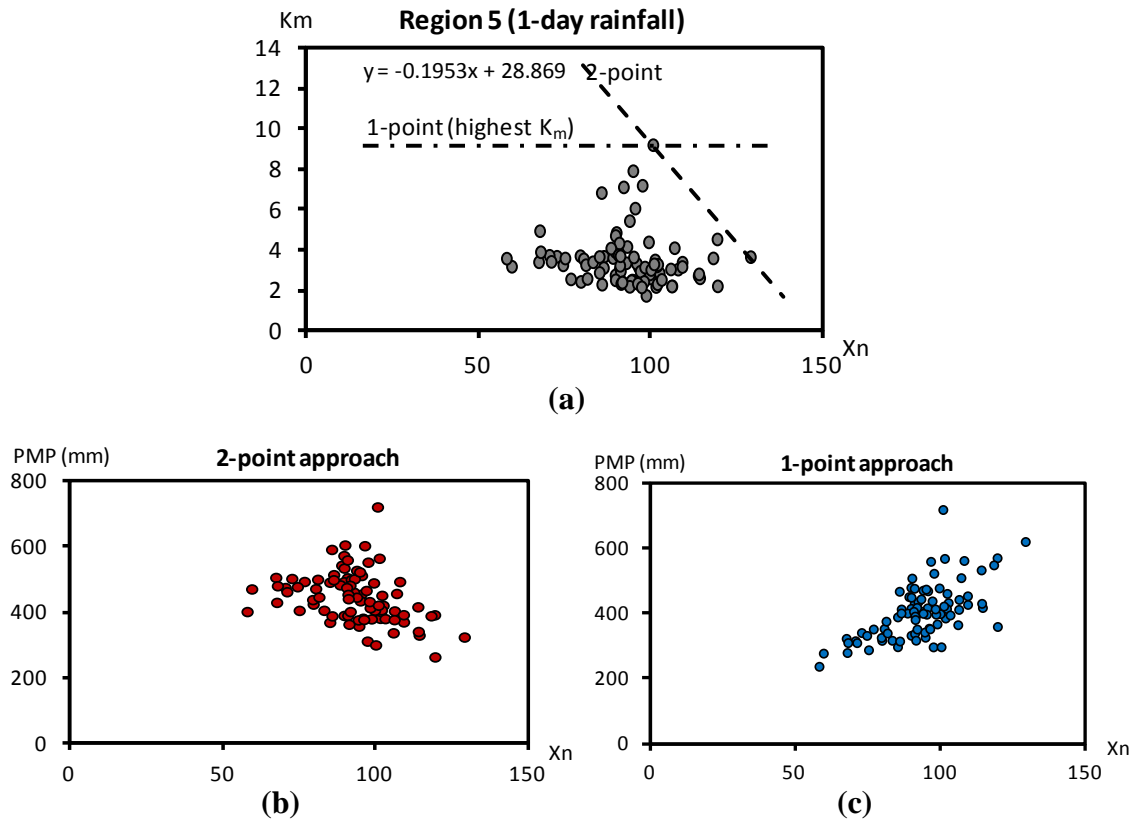 Km
Region 5 (1-day rainfall)
14
y = -0.1953x + 28.869 2-point
12
1-point (highest Km)
10
8
6
4
2
0
0 50 100 150
Xn
(a)
PMP (mm) 2-point approach
800
600
400
200
0
0 50 100 150
Xn
(b)
PMP (mm) 1-point approach
800
600
400
200
0
0 50 100 150
Xn
(c)